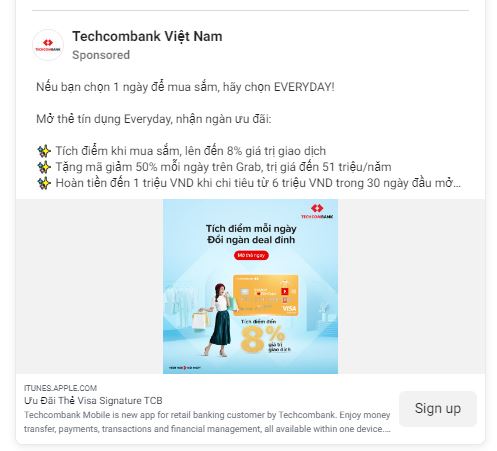 TECHCOMBANK
Techcombank Việt Nam
Sponsored
Nếu bạn chọn 1 ngày để mua sắm, hãy chọn EVERYDAY!
Mở thẻ tín dụng Everyday, nhận ngàn ưu đãi:
Tích điểm khi mua sắm, lên đến 8% giá trị giao dịch
Tặng mã giảm 50% mỗi ngày trên Grab, trị giá đến 51 triệu/năm
Hoàn tiền đến 1 triệu VND khi chi tiêu từ 6 triệu VND trong 30 ngày đầu mở...
TECHCOMBANK
Tích điểm mỗi ngày
Đổi ngàn deal đỉnh
Mở thẻ ngay
VISA
Tích điểm đến
8%
giá trị
giao dịch
ITUNES.APPLE.COM
Ưu Đãi Thẻ Visa Signature TCB
Techcombank Mobile is new app for retail banking customer by Techcombank. Enjoy money
transfer, payments, transactions and financial management, all available within one device....
Sign up